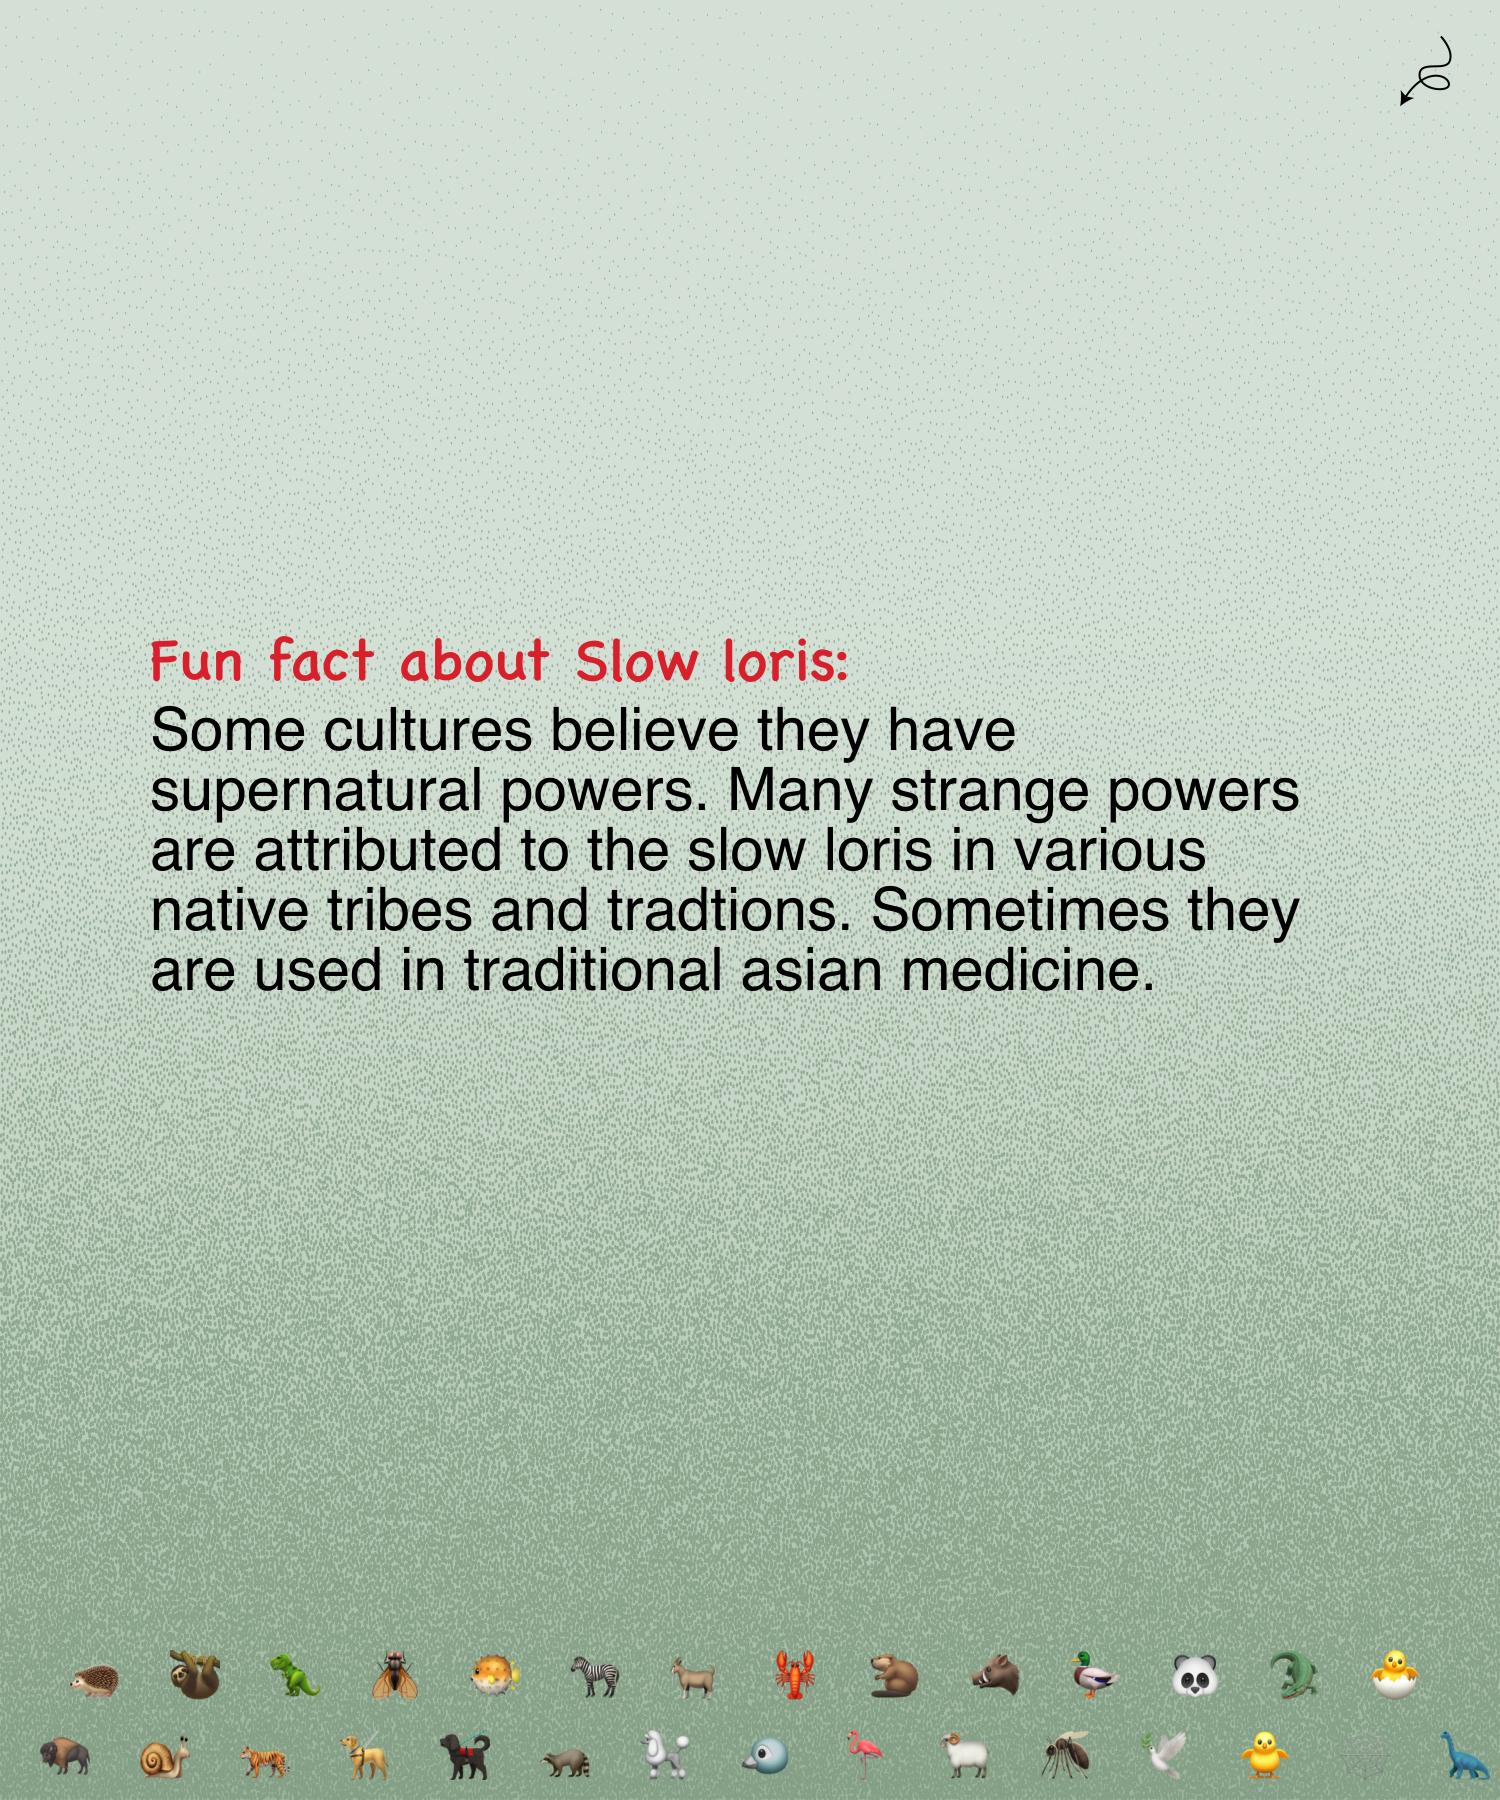 Fun fact about Slow loris:
Some cultures believe they have
supernatural powers. Many strange powers
are attributed to the slow loris in various
native tribes and tradtions. Sometimes they
are used in traditional asian medicine.